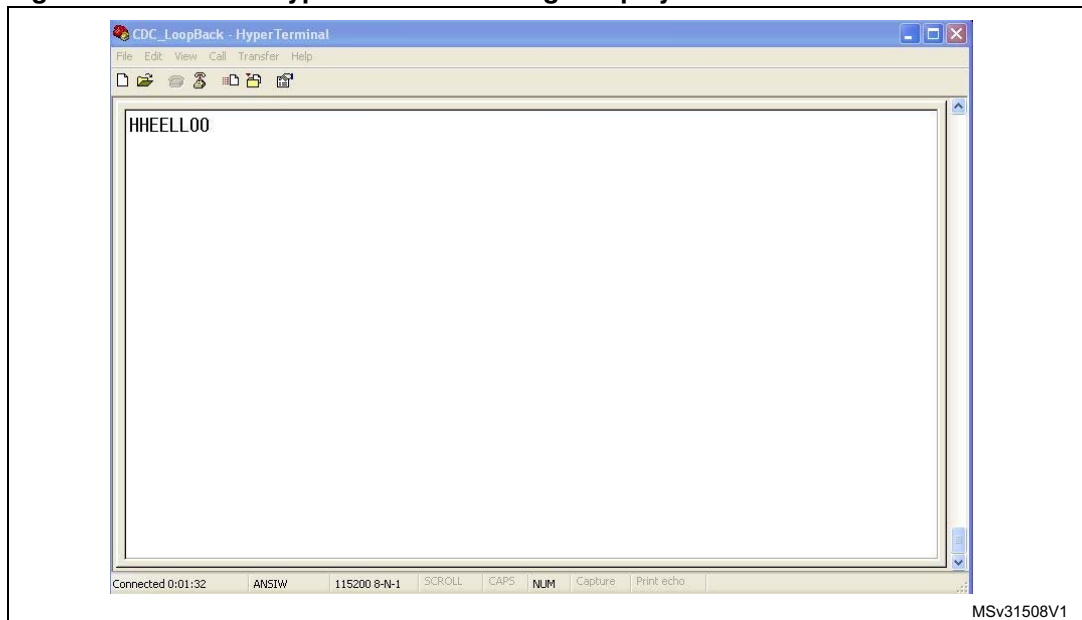 CDC_LoopBack - HyperTerminal
File Edit View Call Transfer Help
HHEELLOO
Connected 0:01:32 ANSIW 115200 8-N-1 SCROLL CAPS NUM Capture Print echo
MSv31508V1